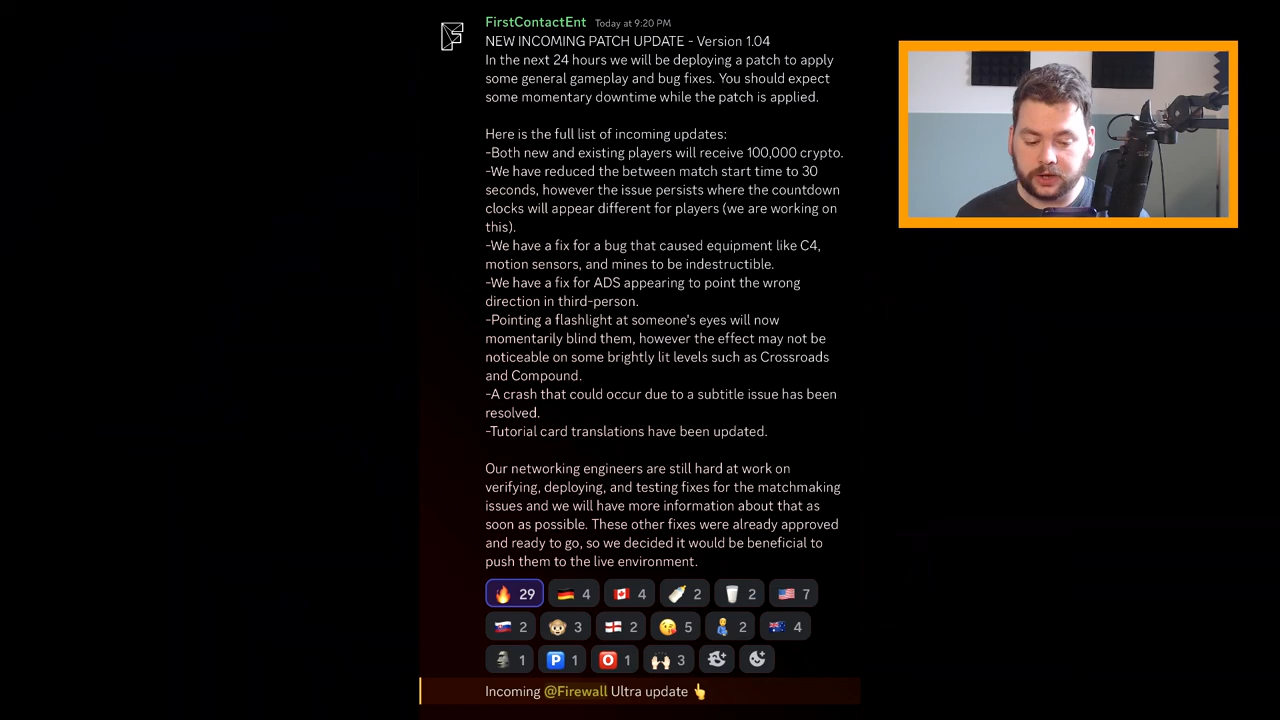 FirstContactEnt Today at 9:20 PM
NEW INCOMING PATCH UPDATE - Version 1.04
In the next 24 hours we will be deploying a patch to apply
some general gameplay and bug fixes. You should expect
some momentary downtime while the patch is applied.
Here is the full list of incoming updates:
-Both new and existing players will receive 100,000 crypto.
-We have reduced the between match start time to 30
seconds, however the issue persists where the countdown
clocks will appear different for players (we are working on
this).
-We have a fix for a bug that caused equipment like C4,
motion sensors, and mines to be indestructible.
-We have a fix for ADS appearing to point the wrong
direction in third-person.
-Pointing a flashlight at someone's eyes will now
momentarily blind them, however the effect may not be
noticeable on some brightly lit levels such as Crossroads
and Compound.
-A crash that could occur due to a subtitle issue has been
resolved.
-Tutorial card translations have been updated.
Our networking engineers are still hard at work on
verifying, deploying, and testing fixes for the matchmaking
issues and we will have more information about that as
soon as possible. These other fixes were already approved
and ready to go, so we decided it would be beneficial to
push them to the live environment.
29 4 4 2 2 7
2 3 2 5 2 4
1 P 1 O 1 3
Incoming @Firewall Ultra update